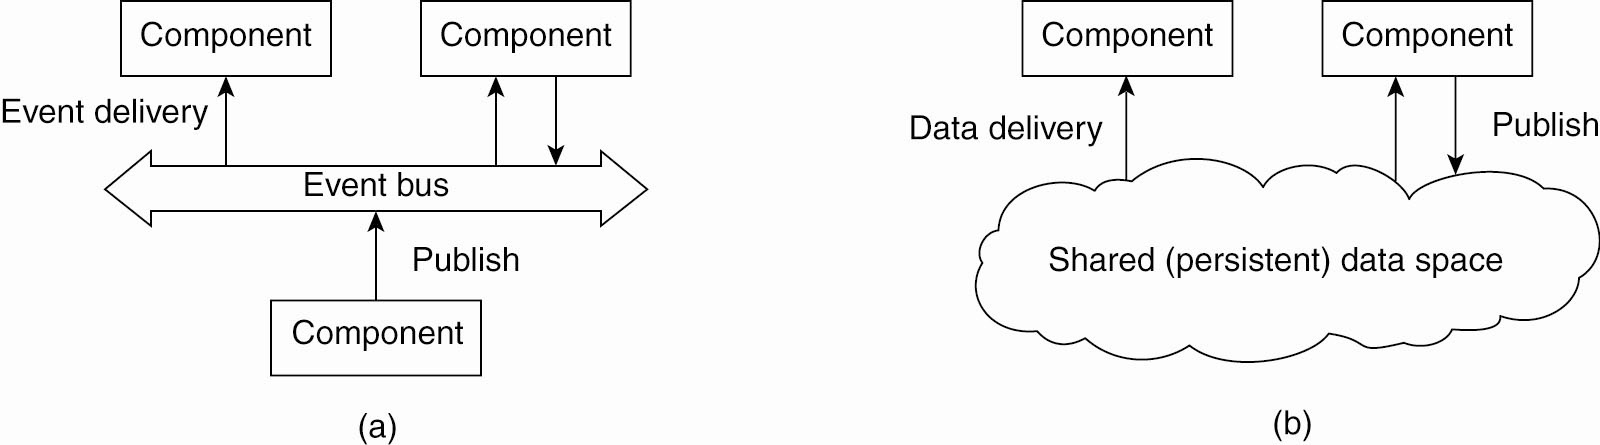 Component
Component
Event delivery
Event bus
Publish
Component
(a)
Component
Component
Data delivery
Publish
Shared (persistent) data space
(b)